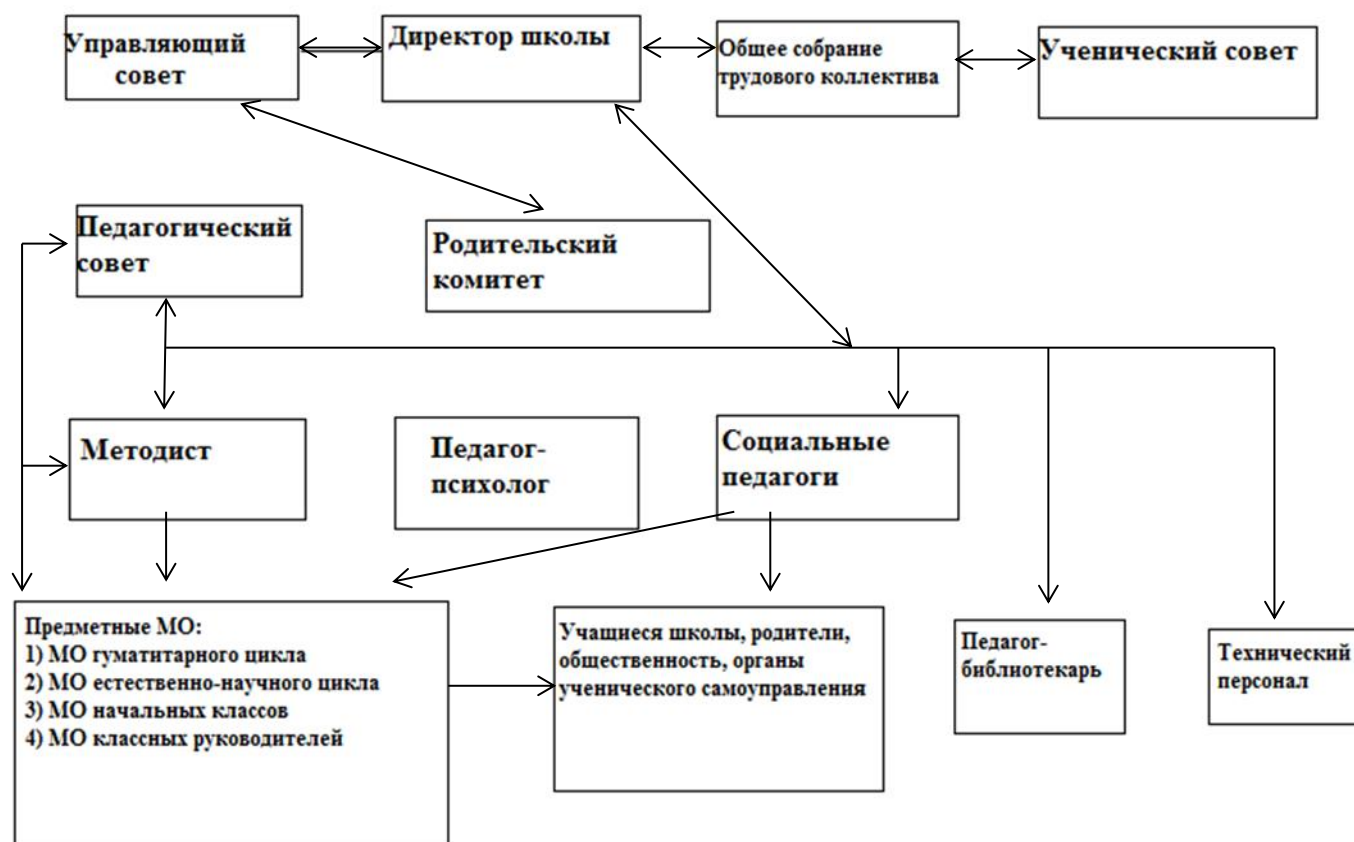 Управляющий
совет
Директор школы
Общее собрание
трудового коллектива
Ученический совет
Педагогический
совет
Родительский
комитет
Методист
Педагог-
психолог
Социальные
педагоги
Предметные МО:
1) МО гуматитарного цикла
2) МО естественно-научного цикла
3) МО начальных классов
4) МО классных руководителей
Учащиеся школы, родители,
общественность, органы
ученического самоуправления
Педагог-
библиотекарь
Технический
персонал